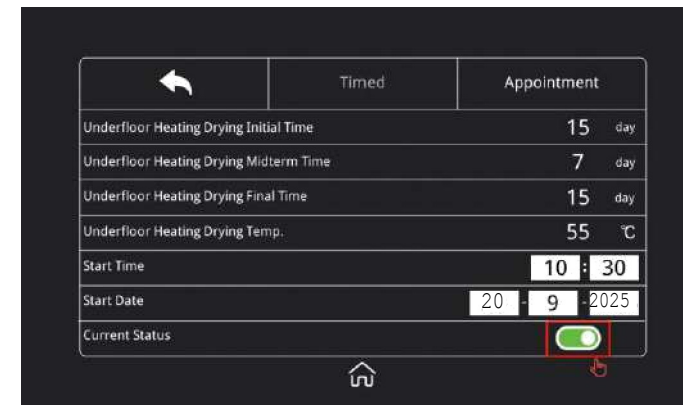 Timed Appointment
Underfloor Heating Drying Initial Time 15 day
Underfloor Heating Drying Midterm Time 7 day
Underfloor Heating Drying Final Time 15 day
Underfloor Heating Drying Temp. 55 ℃
Start Time 10 : 30
Start Date 20 - 9 - 2025
Current Status